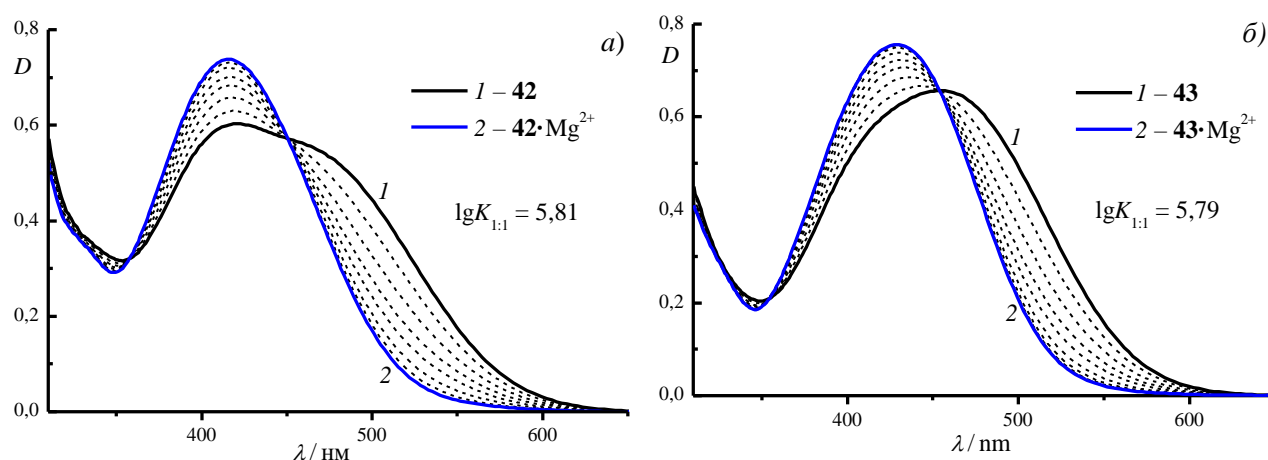 0,8
D
а)
1 – 42
2 – 42·Mg2+
0,6
1
0,4
lgK1:1 = 5,81
0,2
2
0,0
400
500
600
λ / нм
0,8
D
б)
1 – 43
2 – 43·Mg2+
0,6
1
0,4
lgK1:1 = 5,79
0,2
2
0,0
400
500
600
λ / nm